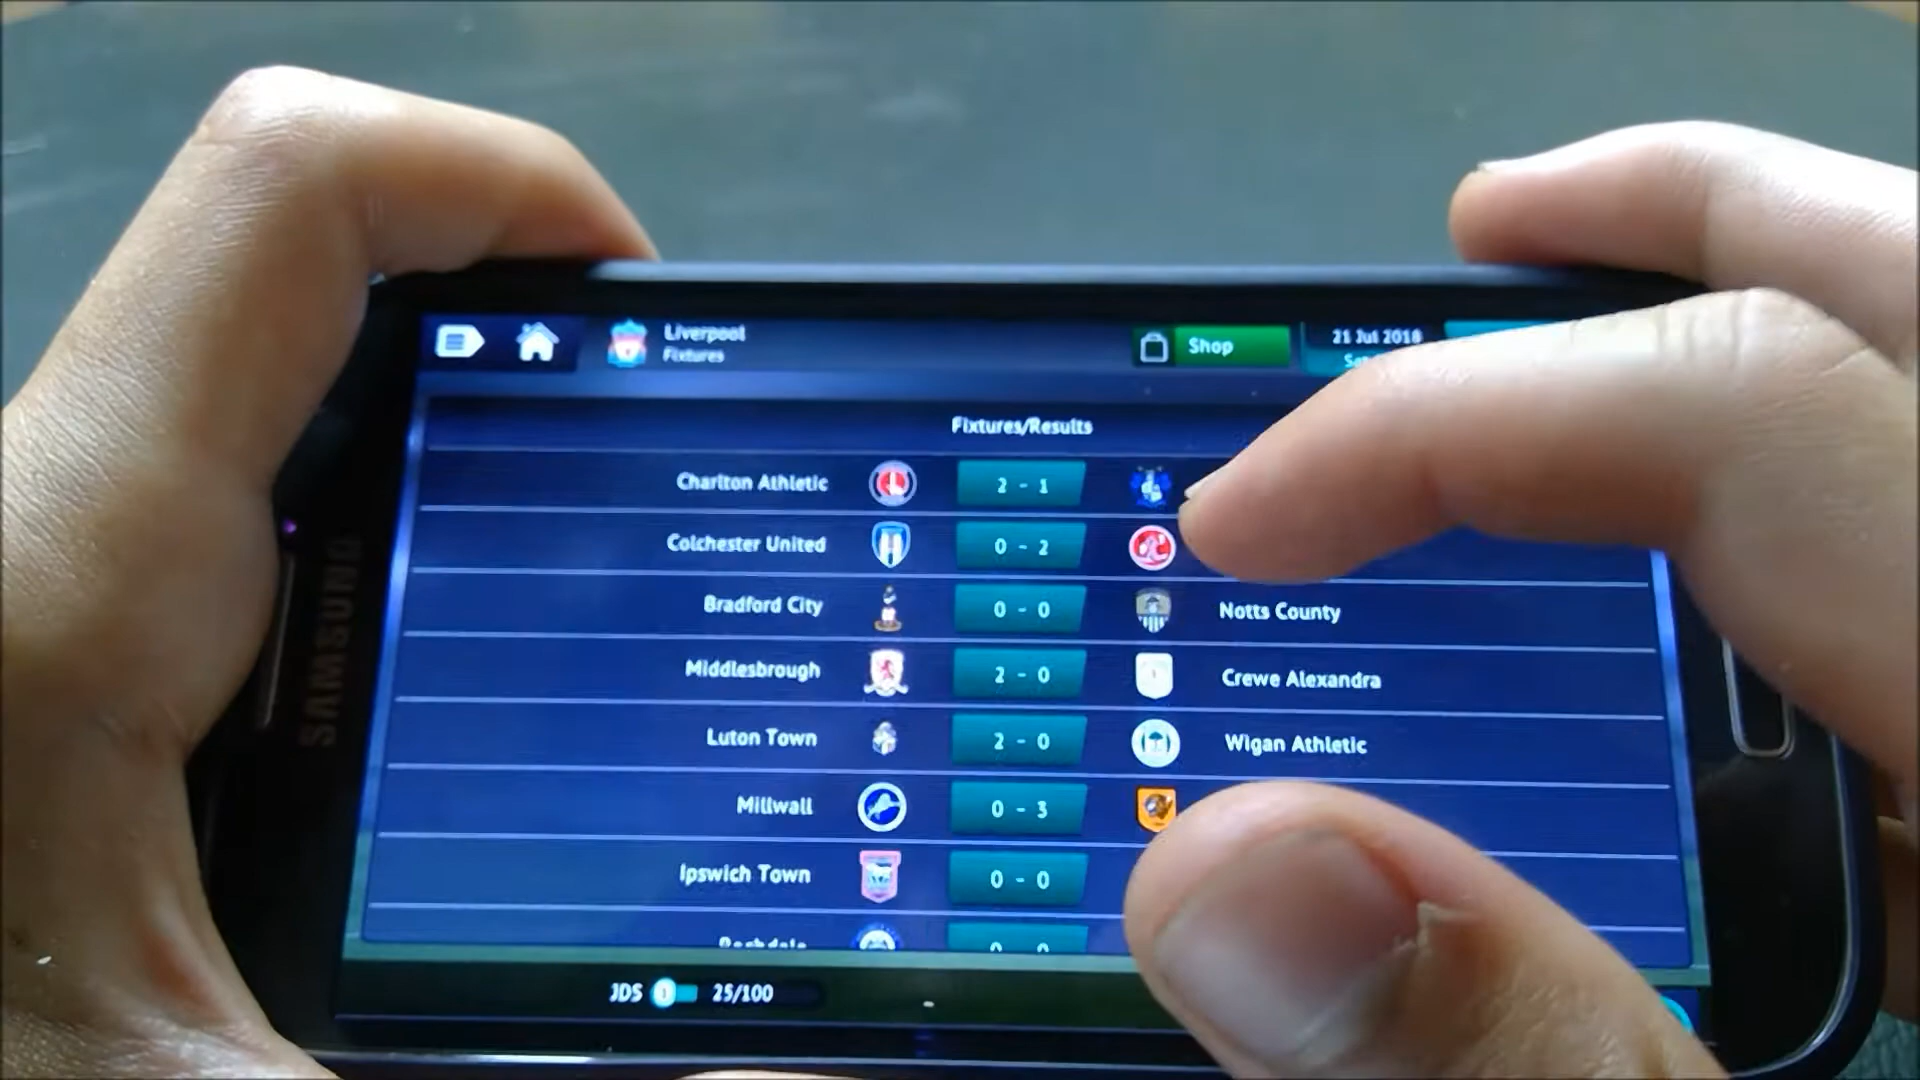 Liverpool
Fixtures
Shop
21 Jul 2018
Fixtures/Results
Charlton Athletic 2 - 1
Colchester United 0 - 2
Bradford City 0 - 0 Notts County
Middlesbrough 2 - 0 Crewe Alexandra
Luton Town 2 - 0 Wigan Athletic
Millwall 0 - 3
Ipswich Town 0 - 0
Rochdale
JDS 1 25/100
SAMSUNG